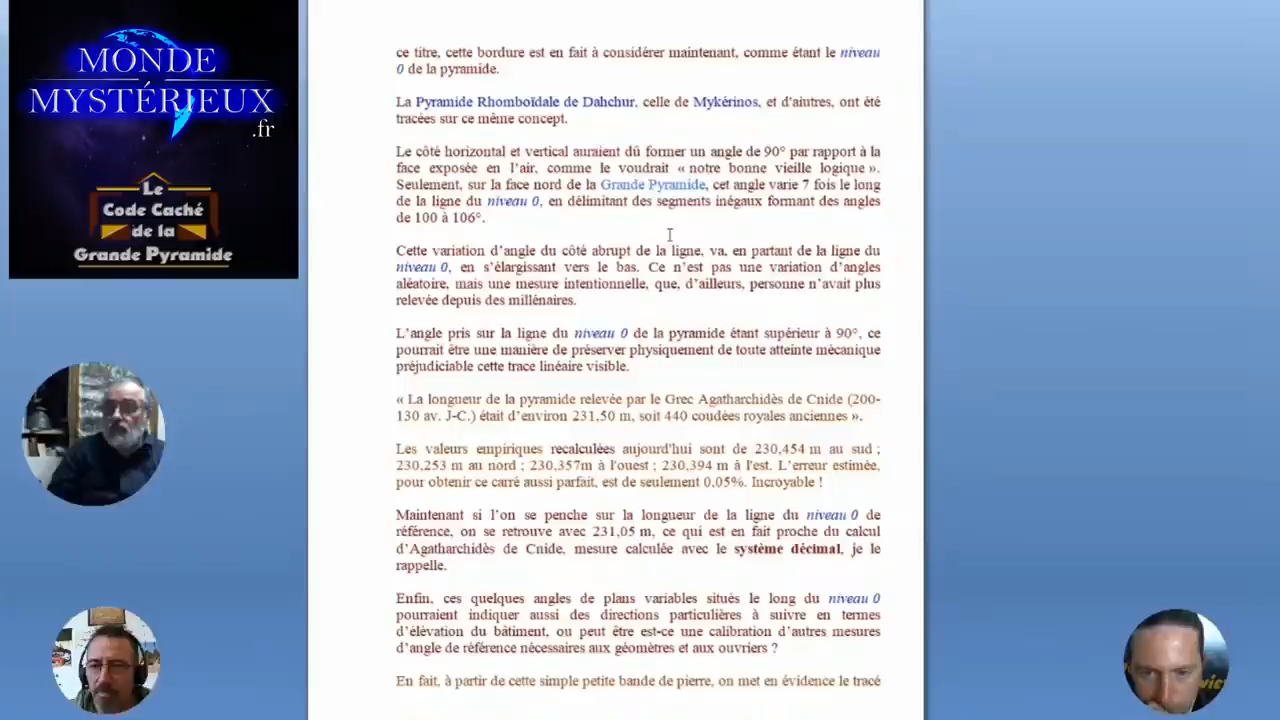 MONDE
MYSTÉRIEUX
.fr
Le
Code Caché
de la
Grande Pyramide
ce titre, cette bordure est en fait à considérer maintenant, comme étant le niveau
0 de la pyramide.
La Pyramide Rhomboïdale de Dahchur, celle de Mykérinos, et d'aiutres, ont été
tracées sur ce même concept.
Le côté horizontal et vertical auraient dû former un angle de 90° par rapport à la
face exposée en l’air, comme le voudrait « notre bonne vieille logique ».
Seulement, sur la face nord de la Grande Pyramide, cet angle varie 7 fois le long
de la ligne du niveau 0, en délimitant des segments inégaux formant des angles
de 100 à 106°.
Cette variation d’angle du côté abrupt de la ligne, va, en partant de la ligne du
niveau 0, en s’élargissant vers le bas. Ce n’est pas une variation d’angles
aléatoire, mais une mesure intentionnelle, que, d’ailleurs, personne n’avait plus
relevée depuis des millénaires.
L’angle pris sur la ligne du niveau 0 de la pyramide étant supérieur à 90°, ce
pourrait être une manière de préserver physiquement de toute atteinte mécanique
préjudiciable cette trace linéaire visible.
« La longueur de la pyramide relevée par le Grec Agatharchidès de Cnide (200-
130 av. J-C.) était d’environ 231,50 m, soit 440 coudées royales anciennes ».
Les valeurs empiriques recalculées aujourd'hui sont de 230,454 m au sud ;
230,253 m au nord ; 230,357m à l'ouest ; 230,394 m à l'est. L’erreur estimée,
pour obtenir ce carré aussi parfait, est de seulement 0,05%. Incroyable !
Maintenant si l’on se penche sur la longueur de la ligne du niveau 0 de
référence, on se retrouve avec 231,05 m, ce qui est en fait proche du calcul
d’Agatharchidès de Cnide, mesure calculée avec le système décimal, je le
rappelle.
Enfin, ces quelques angles de plans variables situés le long du niveau 0
pourraient indiquer aussi des directions particulières à suivre en termes
d’élévation du bâtiment, ou peut être est-ce une calibration d’autres mesures
d’angle de référence nécessaires aux géomètres et aux ouvriers ?
En fait, à partir de cette simple petite bande de pierre, on met en évidence le tracé